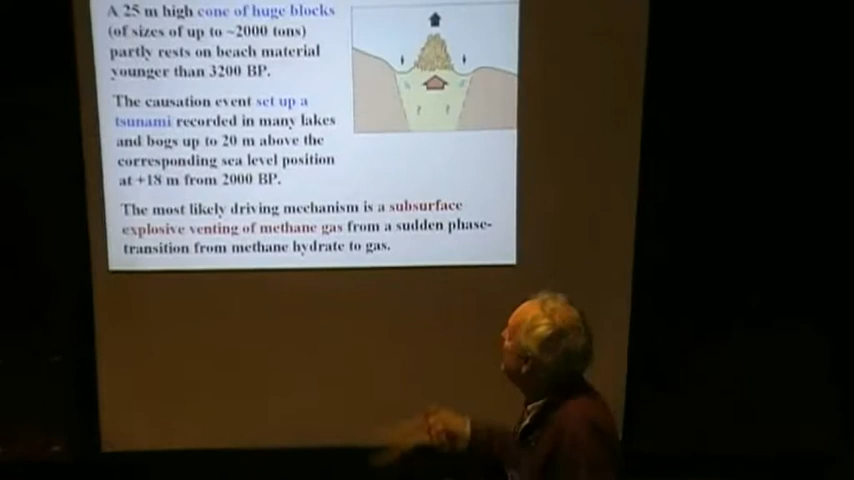 A 25 m high cone of huge blocks
(of sizes of up to ~2000 tons)
partly rests on beach material
younger than 3200 BP.
The causation event set up a
tsunami recorded in many lakes
and bogs up to 20 m above the
corresponding sea level position
at +18 m from 2000 BP.
The most likely driving mechanism is a subsurface
explosive venting of methane gas from a sudden phase-
transition from methane hydrate to gas.